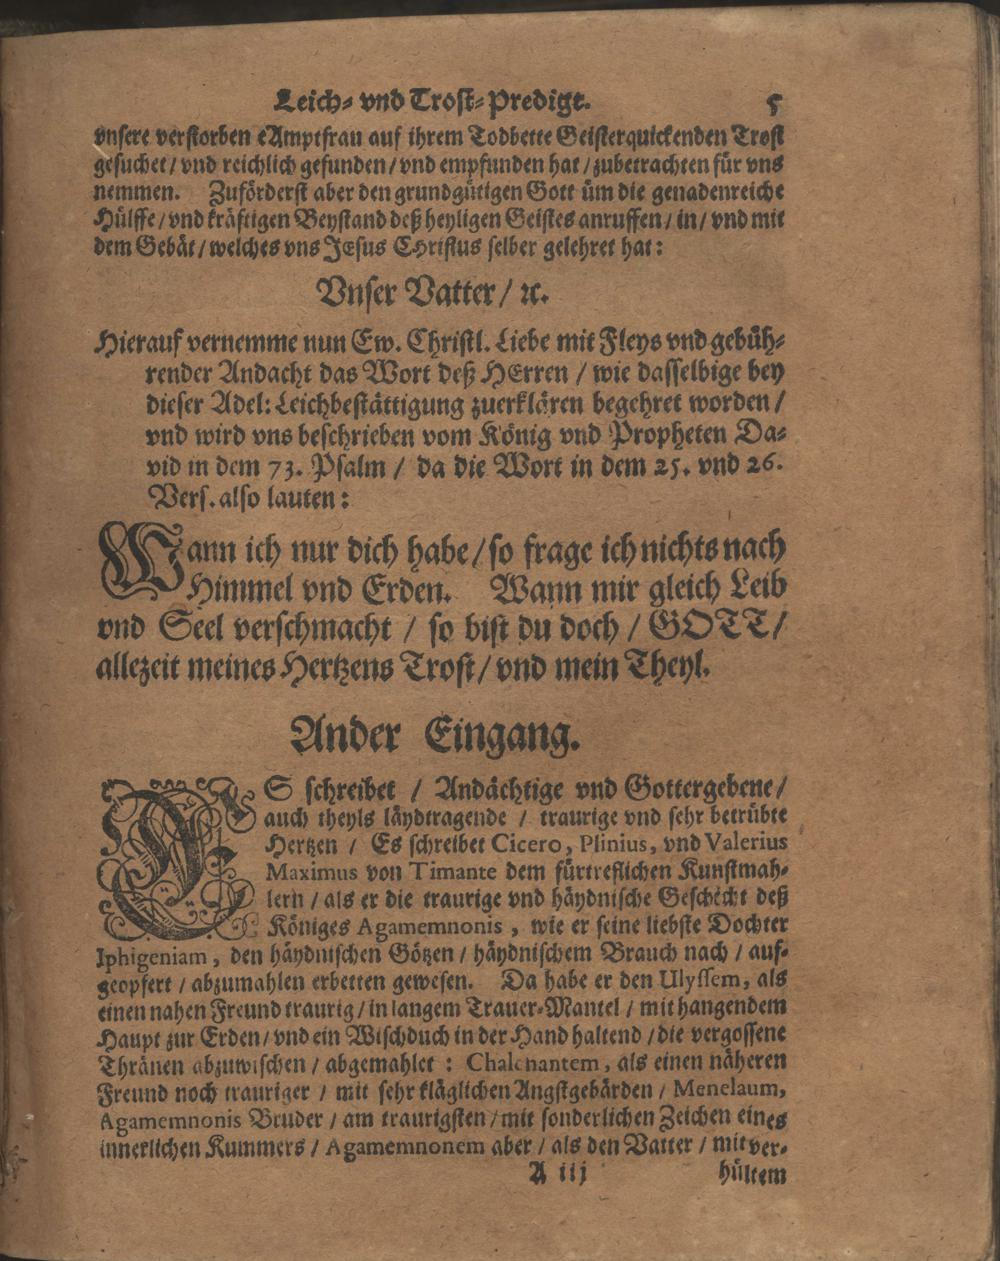 Leich- vnd Trost-Predigt. 5
vnsere verstorben Amptfrau auf ihrem Todbette Geisterquickenden Trost
gesuchet / vnd reichlich gefunden / vnd empfunden hat / zubetrachten für vns
nemmen. Zuförderst aber den grundgütigen Gott üm die genadenreiche
Hülffe / vnd kräftigen Beystand deß heyligen Geistes anruffen / in / vnd mit
dem Gebät / welches vns JEsus CHristus selber gelehret hat:
Vnser Vatter / ꝛc.
Hierauf vernemme nun Ew. Christl. Liebe mit Fleys vnd gebüh-
render Andacht das Wort deß HErren / wie dasselbige bey
dieser Adel: Leichbestättigung zuerklären begehret worden /
vnd wird vns beschrieben vom König vnd Propheten Da-
vid in dem 73. Psalm / da die Wort in dem 25. vnd 26.
Vers. also lauten:
Wann ich nur dich habe / so frage ich nichts nach
Himmel vnd Erden. Wann mir gleich Leib
vnd Seel verschmacht / so bist du doch / GOTT /
allezeit meines Hertzens Trost / vnd mein Theyl.
Ander Eingang.
ES schreibet / Andächtige vnd Gottergebene /
auch theyls läydtragende / traurige vnd sehr betrübte
Hertzen / Es schreibet Cicero, Plinius, vnd Valerius
Maximus von Timante dem fürtreflichen Kunstmah-
lern / als er die traurige vnd häydnische Geschicht deß
Königes Agamemnonis, wie er seine liebste Dochter
Iphigeniam, den häydnischen Götzen / häydnischem Brauch nach / auf-
geopfert / abzumahlen erbetten gewesen. Da habe er den Ulyssem, als
einen nahen Freund traurig / in langem Trauer-Mantel / mit hangendem
Haupt zur Erden / vnd ein Wischduch in der Hand haltend / die vergossene
Thränen abzuwischen / abgemahlet : Chalcnantem, als einen näheren
Freund noch trauriger / mit sehr kläglichen Angstgebärden / Menelaum,
Agamemnonis Bruder / am traurigsten / mit sonderlichen Zeichen eines
innerlichen Kummers / Agamemnonem aber / als den Vatter / mit ver-
A iij hültem